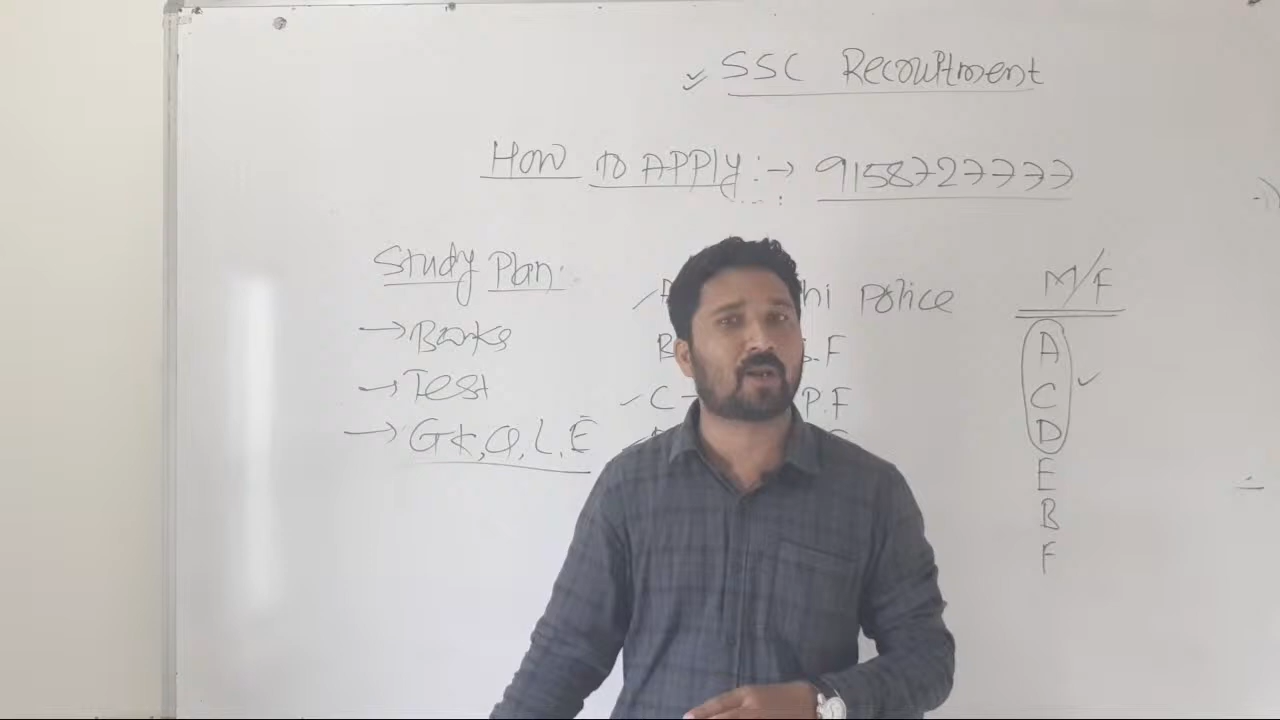 SSC Recruitment
How to APPly :→ 9158727777
Study Plan:
→ Books
→ Test
→ GK, Q, L, E
hi Police
B .F
C P.F
M/F
A
C
D
E
B
F